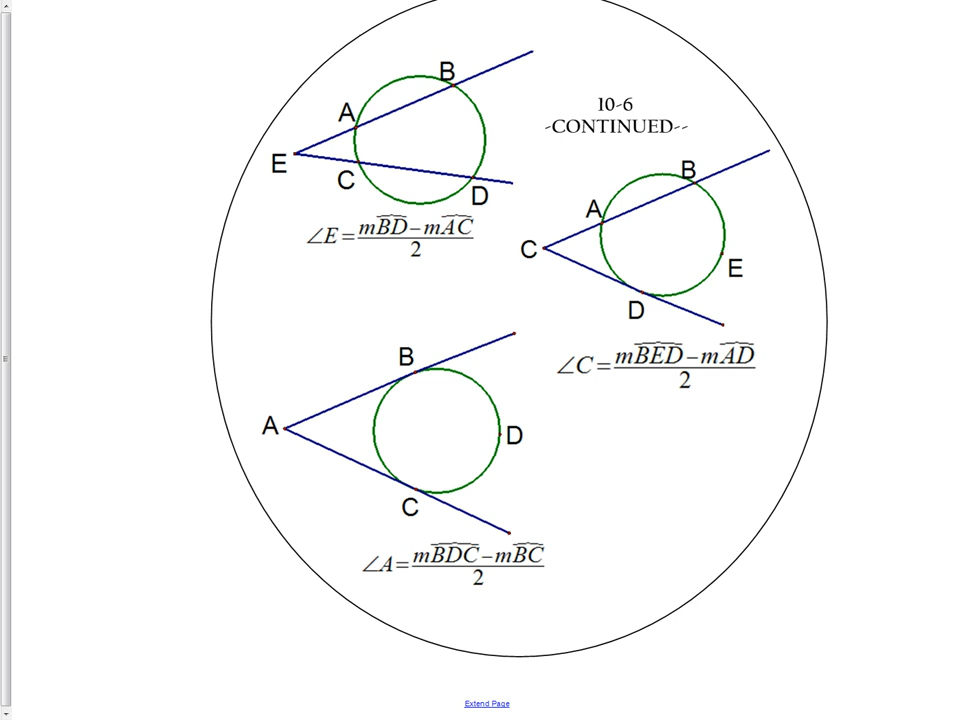 10-6
-CONTINUED--
B
A
E
C
D
∠E = (mBD⌢ − mAC⌢)/2
B
A
C
E
D
∠C = (mBED⌢ − mAD⌢)/2
B
A
D
C
∠A = (mBDC⌢ − mBC⌢)/2
Extend Page